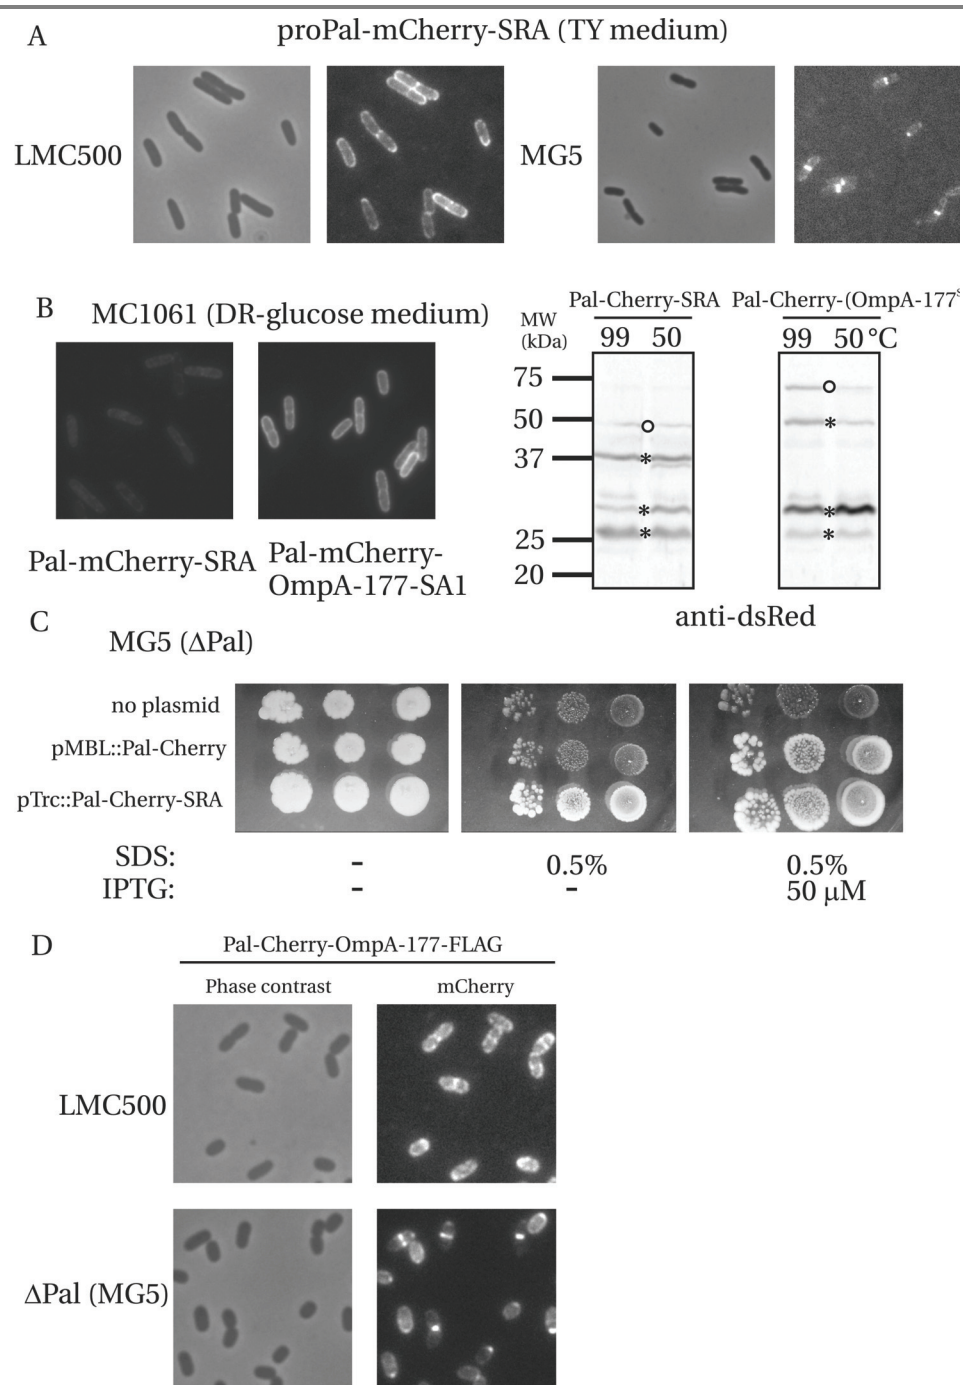 A
proPal-mCherry-SRA (TY medium)
LMC500
MG5
B
MC1061 (DR-glucose medium)
Pal-mCherry-SRA
Pal-mCherry-
OmpA-177-SA1
MW
(kDa)
Pal-Cherry-SRA
Pal-Cherry-(OmpA-177
99 50
99 50 °C
75
50
37
25
20
*
*
*
*
*
*
anti-dsRed
C
MG5 (ΔPal)
no plasmid
pMBL::Pal-Cherry
pTrc::Pal-Cherry-SRA
SDS: - 0.5% 0.5%
IPTG: - - 50 μM
D
Pal-Cherry-OmpA-177-FLAG
Phase contrast mCherry
LMC500
ΔPal (MG5)